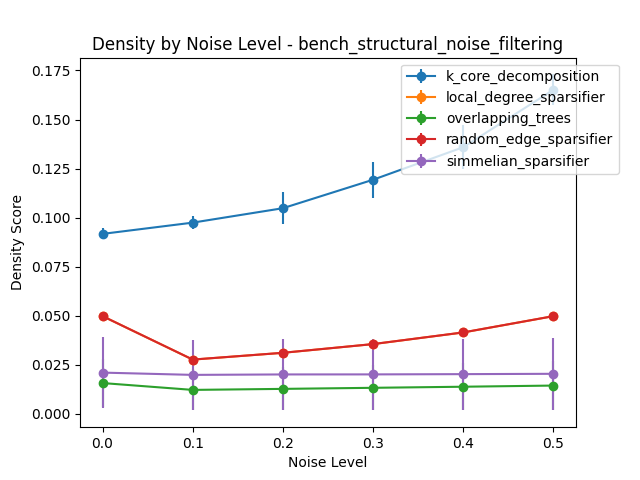 Density by Noise Level - bench_structural_noise_filtering
k_core_decomposition
local_degree_sparsifier
overlapping_trees
random_edge_sparsifier
simmelian_sparsifier
Density Score
0.175
0.150
0.125
0.100
0.075
0.050
0.025
0.000
0.0 0.1 0.2 0.3 0.4 0.5
Noise Level